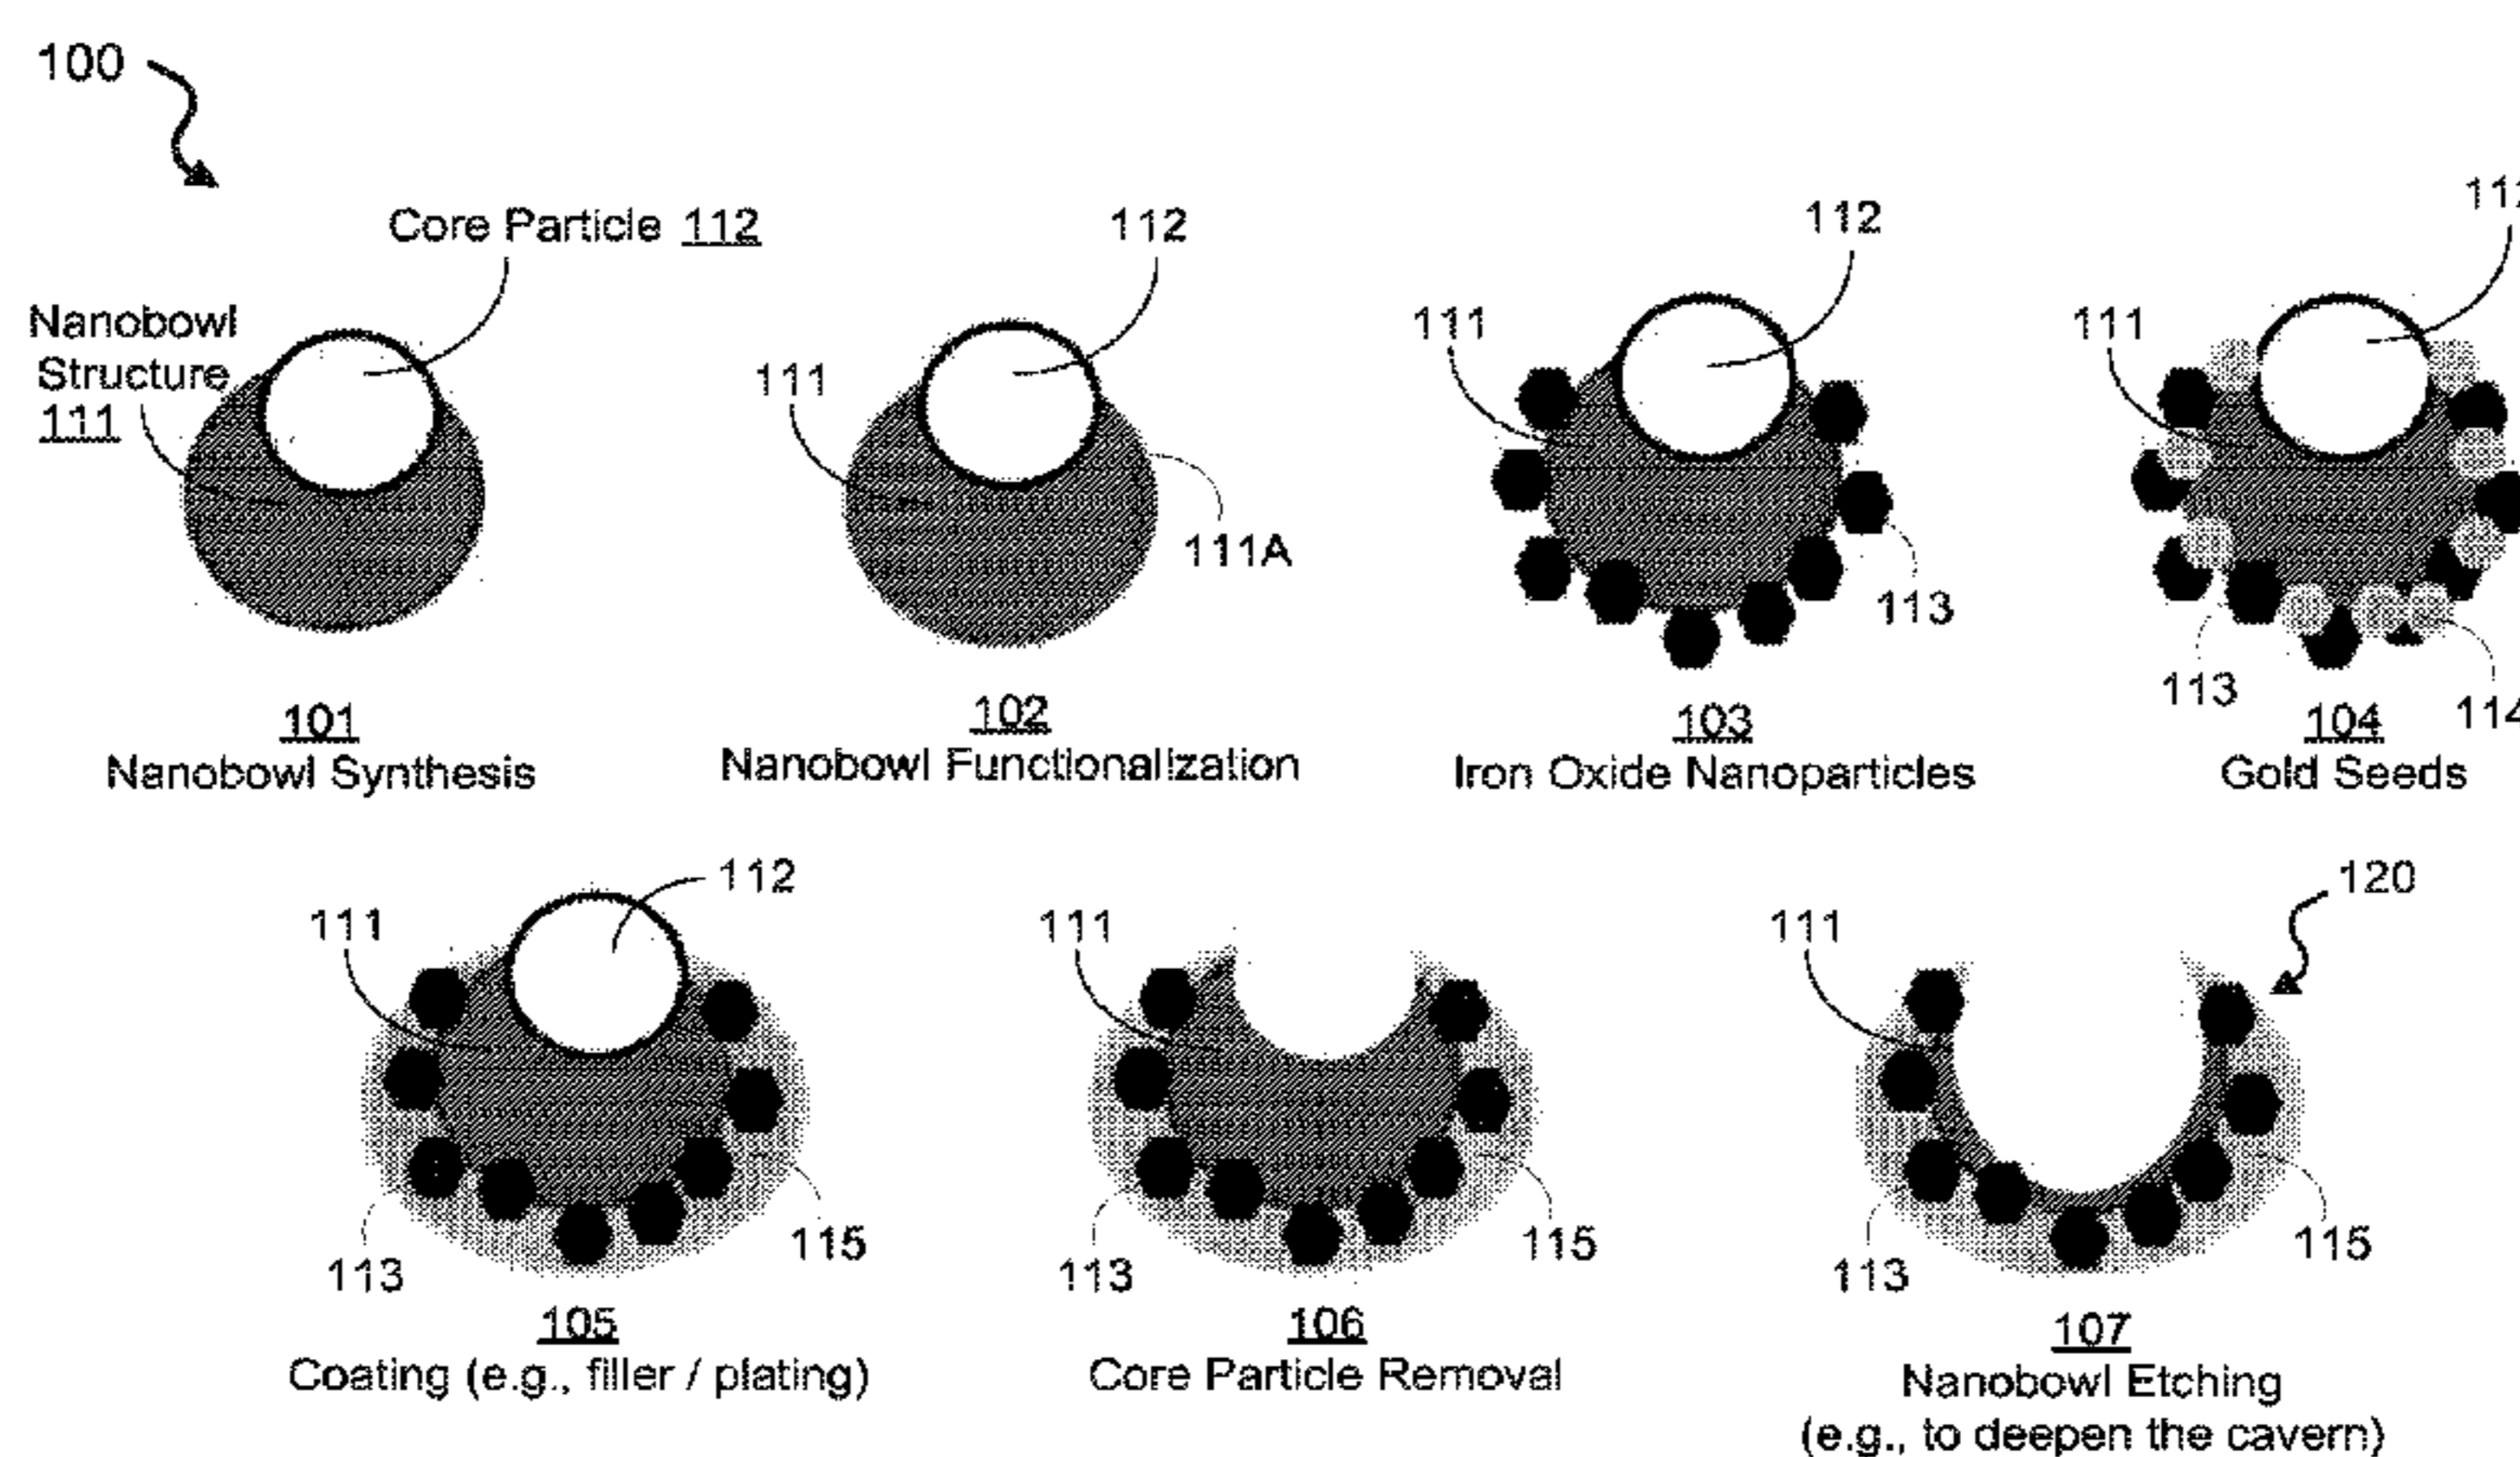 100
Core Particle 112
112
112
Nanobowl
Structure
111
111
111
111
111A
113
113
101
Nanobowl Synthesis
102
Nanobowl Functionalization
103
Iron Oxide Nanoparticles
104
Gold Seeds
112
111
111
111
120
113
115
113
115
113
115
105
Coating (e.g., filler / plating)
106
Core Particle Removal
107
Nanobowl Etching
(e.g., to deepen the cavern)